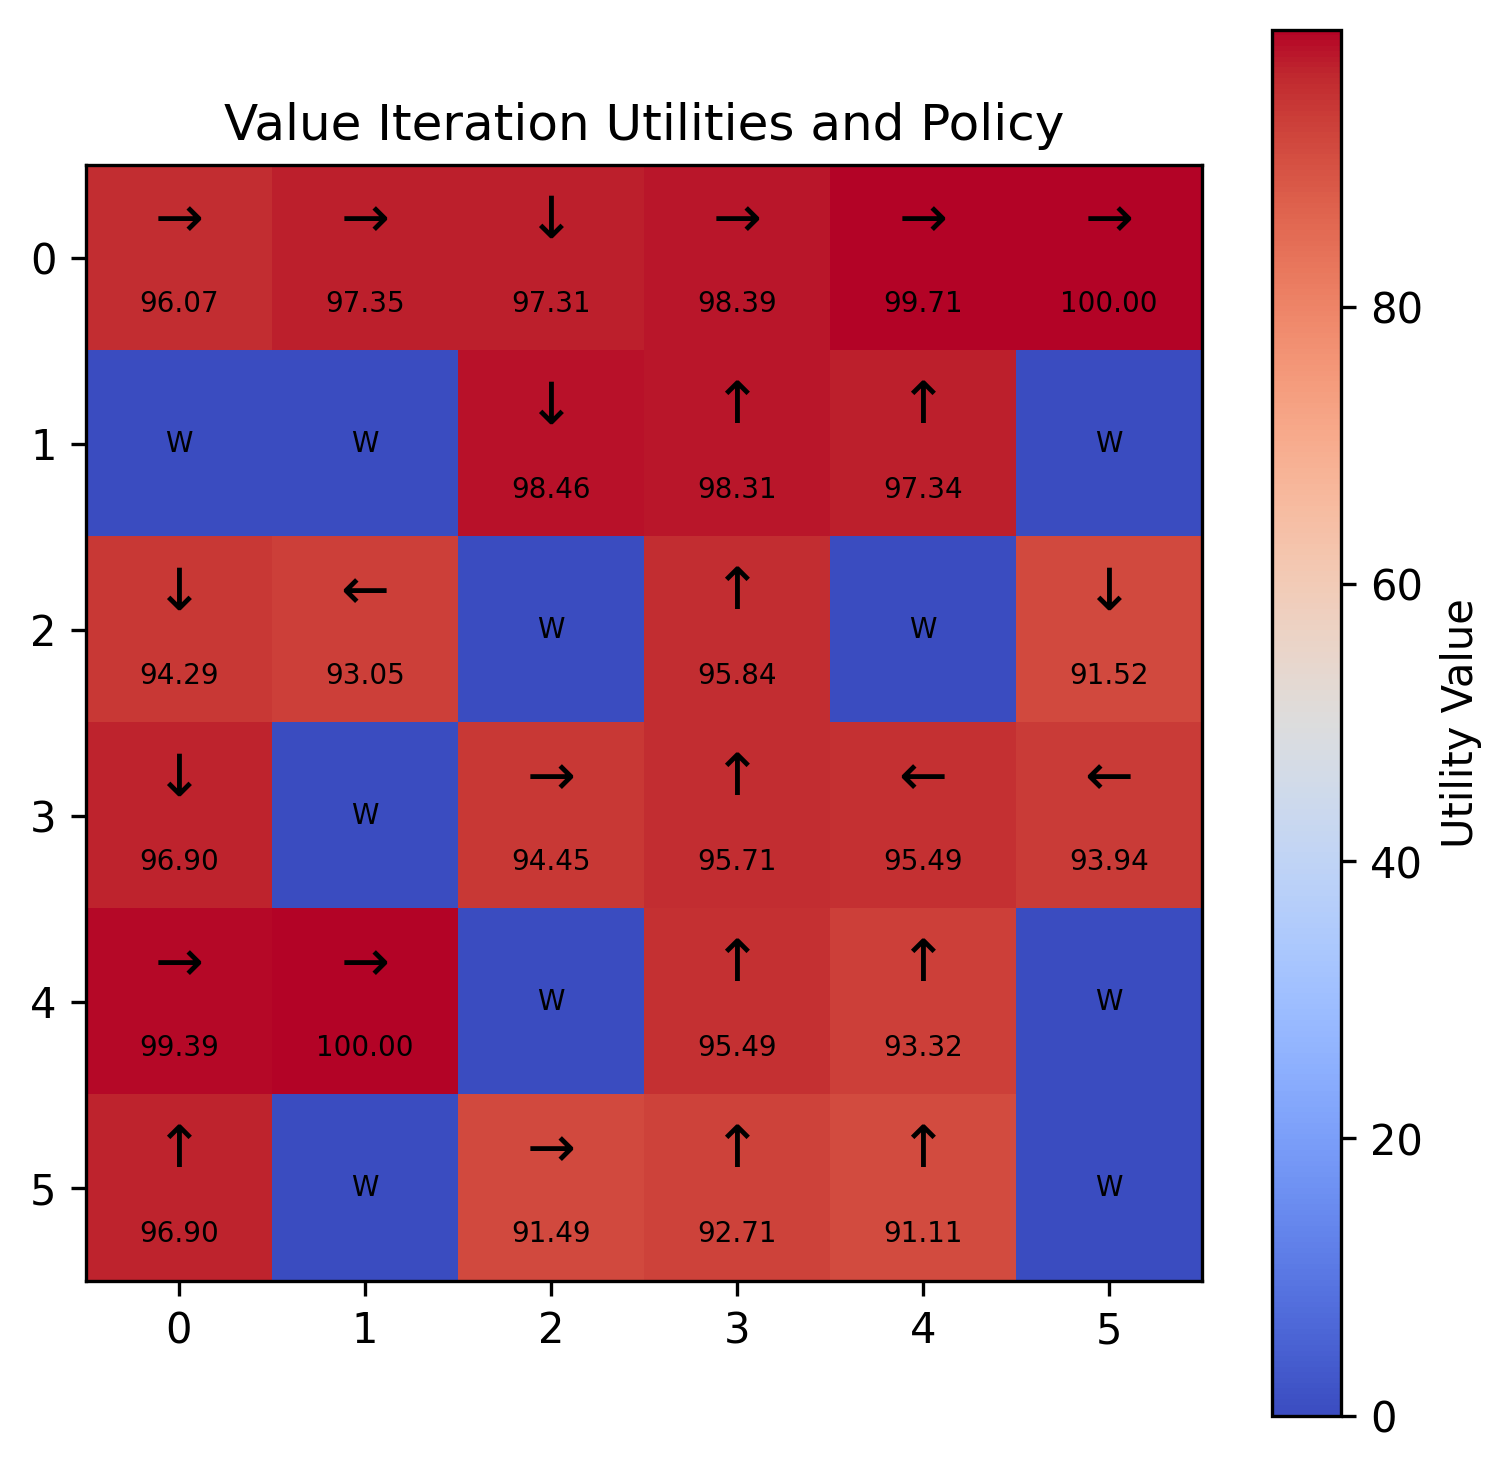 Value Iteration Utilities and Policy
0 → → ↓ → → →
96.07 97.35 97.31 98.39 99.71 100.00
↓ ↑ ↑
1 W W W
98.46 98.31 97.34
↓ ← ↑ ↓
2 W W
94.29 93.05 95.84 91.52
↓ → ↑ ← ←
3 W
96.90 94.45 95.71 95.49 93.94
→ → ↑ ↑
4 W W
99.39 100.00 95.49 93.32
↑ → ↑ ↑
5 W W
96.90 91.49 92.71 91.11
0 1 2 3 4 5
80
60
40
20
0
Utility Value